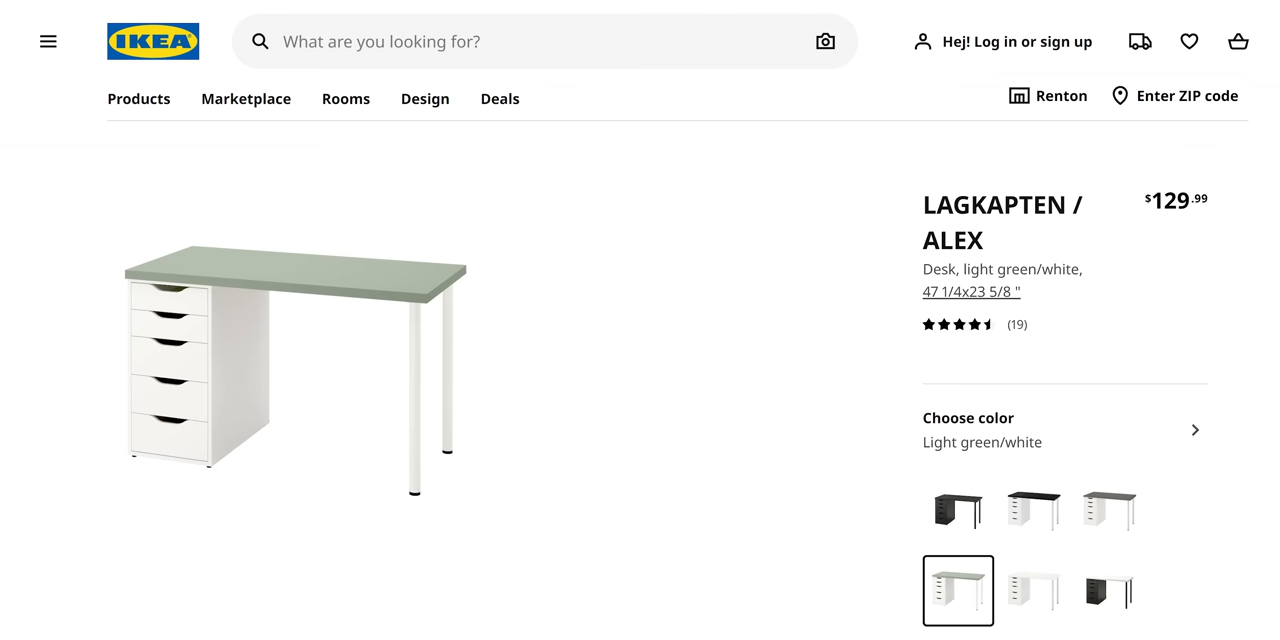 IKEA
What are you looking for?
Hej! Log in or sign up
Products Marketplace Rooms Design Deals
Renton Enter ZIP code
LAGKAPTEN /
ALEX
$129.99
Desk, light green/white,
47 1/4x23 5/8 "
(19)
Choose color
Light green/white